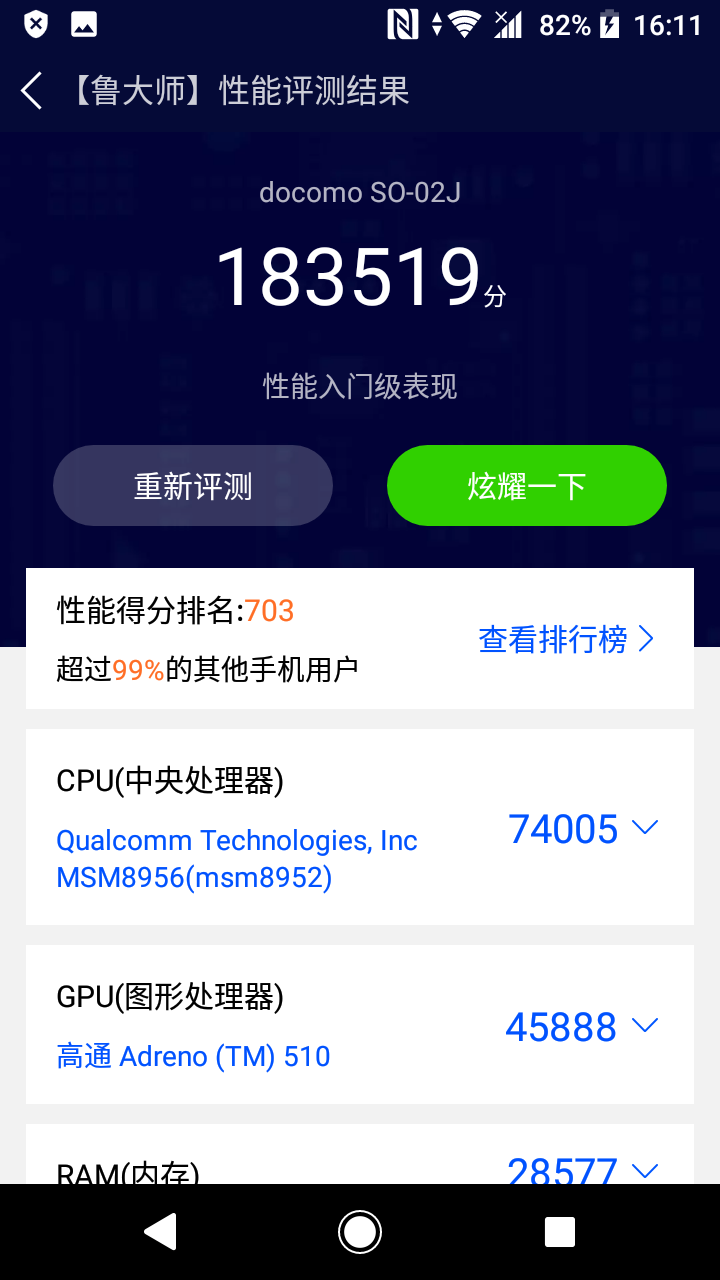 82% 16:11
【鲁大师】性能评测结果
docomo SO-02J
183519分
性能入门级表现
重新评测 炫耀一下
性能得分排名:703
查看排行榜
超过99%的其他手机用户
CPU(中央处理器)
74005
Qualcomm Technologies, Inc
MSM8956(msm8952)
GPU(图形处理器)
45888
高通 Adreno (TM) 510
RAM(内存)
28577